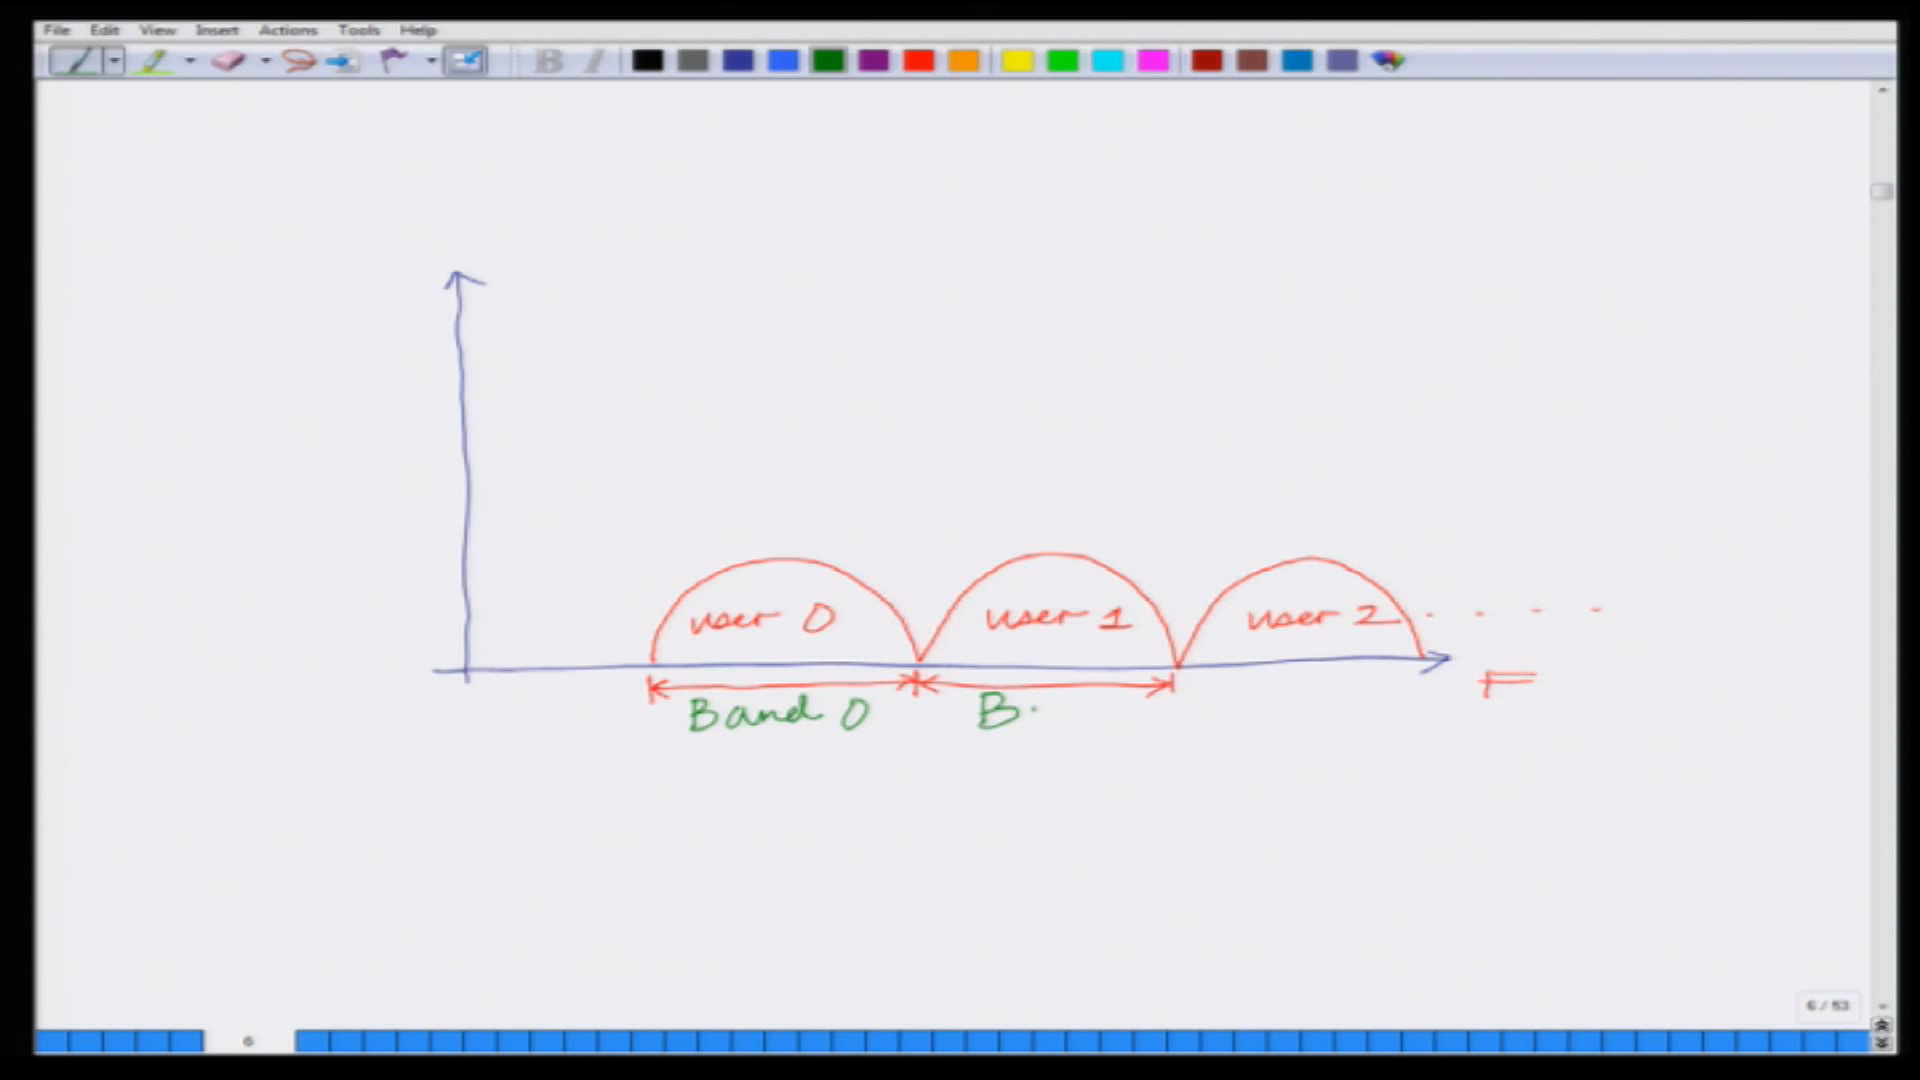 File Edit View Insert Actions Tools Help
B I
user 0 user 1 user 2 . . . .
F
Band 0 B.
6 / 53
6